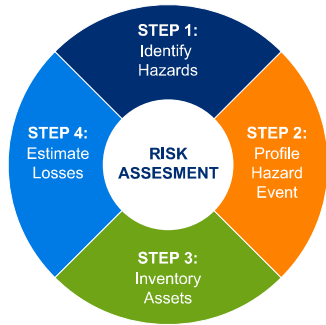 STEP 1:
Identify
Hazards
STEP 2:
Profile
Hazard
Event
STEP 3:
Inventory
Assets
STEP 4:
Estimate
Losses
RISK
ASSESMENT